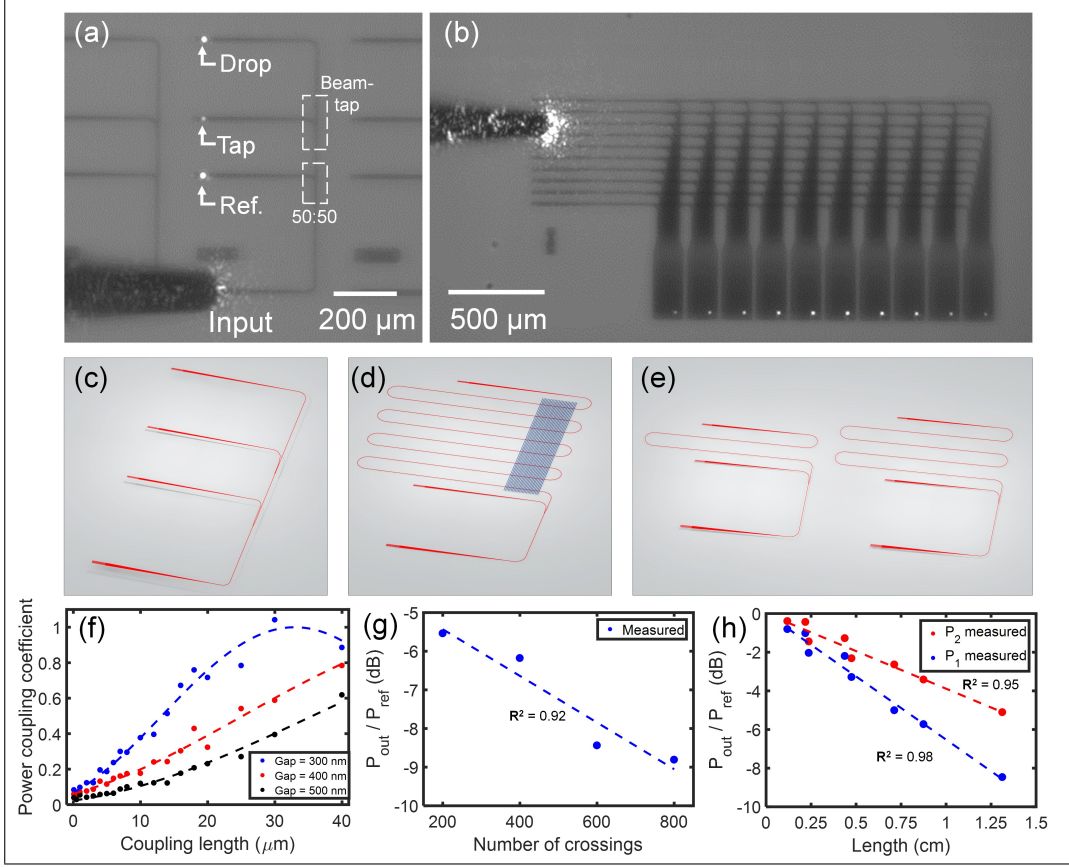 (a)
Drop
Beam-
tap
Tap
Ref.
50:50
Input
200 μm
(b)
500 μm
(c)
(d)
(e)
(f)
Power coupling coefficient
1
0.8
0.6
0.4
0.2
0
0 10 20 30 40
Coupling length (μm)
Gap = 300 nm
Gap = 400 nm
Gap = 500 nm
(g)
P_out / P_ref (dB)
-5
-6
-7
-8
-9
-10
200 400 600 800
Number of crossings
Measured
R² = 0.92
(h)
P_out / P_ref (dB)
0
-2
-4
-6
-8
0 0.25 0.5 0.75 1 1.25 1.5
Length (cm)
P₂ measured
P₁ measured
R² = 0.95
R² = 0.98